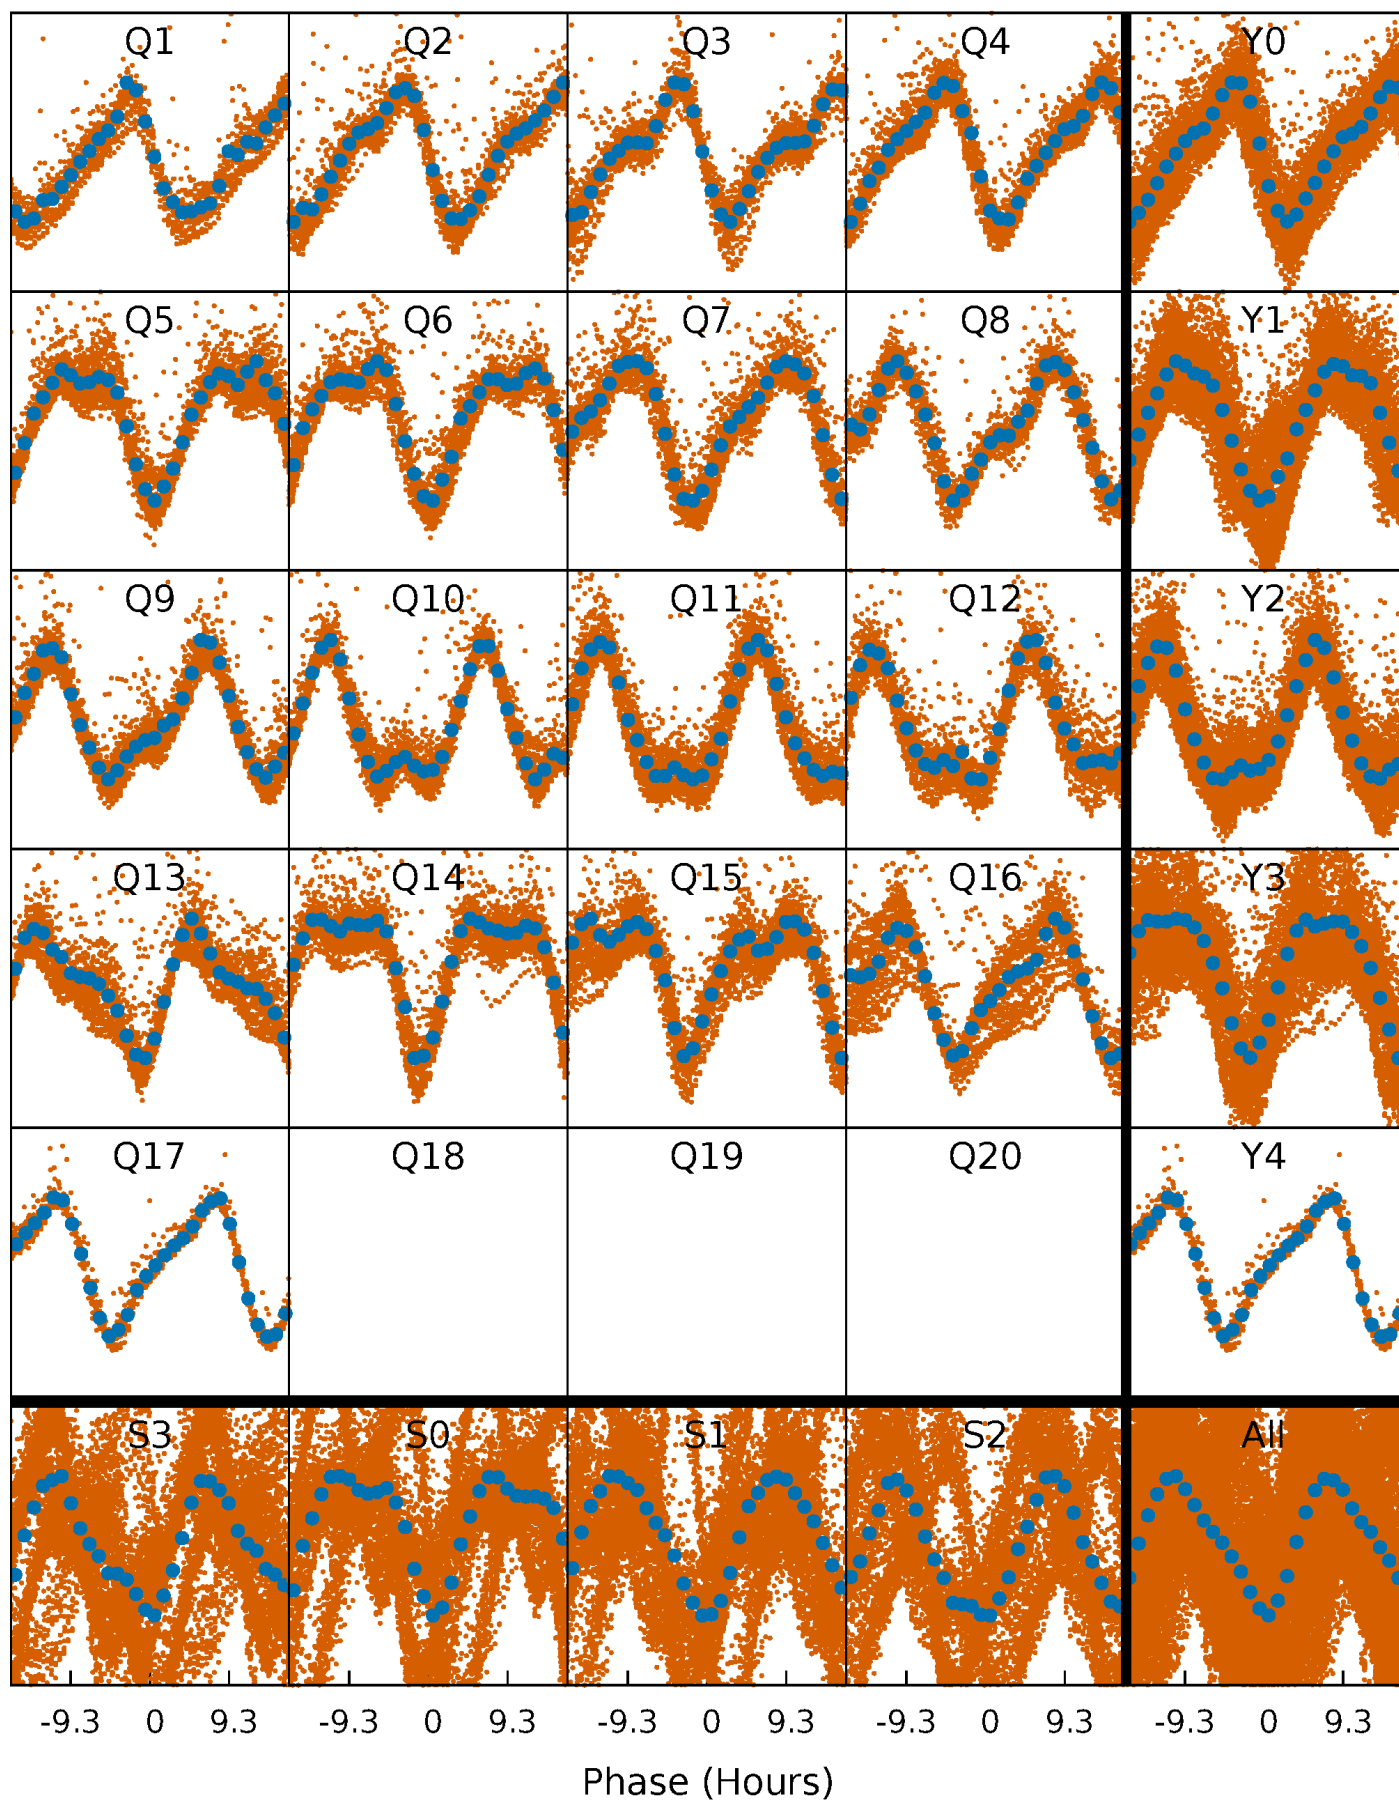 Q1 Q2 Q3 Q4 Y0
Q5 Q6 Q7 Q8 Y1
Q9 Q10 Q11 Q12 Y2
Q13 Q14 Q15 Q16 Y3
Q17 Q18 Q19 Q20 Y4
S3 S0 S1 S2 All
-9.3 0 9.3 -9.3 0 9.3 -9.3 0 9.3 -9.3 0 9.3 -9.3 0 9.3
Phase (Hours)